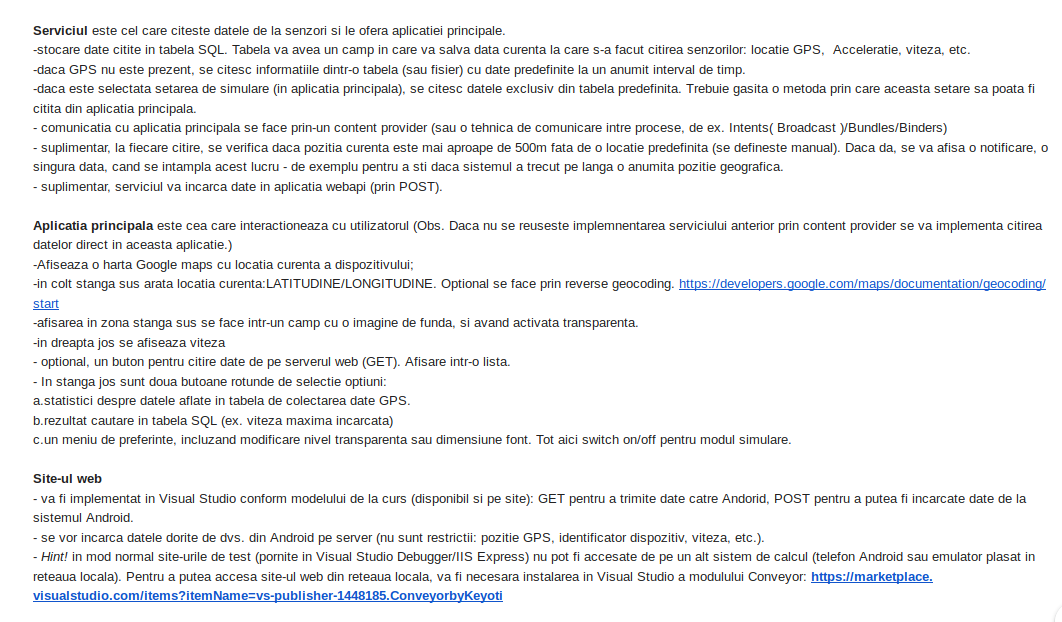 Serviciul este cel care citeste datele de la senzori si le ofera aplicatiei principale.
-stocare date citite in tabela SQL. Tabela va avea un camp in care va salva data curenta la care s-a facut citirea senzorilor: locatie GPS,  Acceleratie, viteza, etc.
-daca GPS nu este prezent, se citesc informatiile dintr-o tabela (sau fisier) cu date predefinite la un anumit interval de timp.
-daca este selectata setarea de simulare (in aplicatia principala), se citesc datele exclusiv din tabela predefinita. Trebuie gasita o metoda prin care aceasta setare sa poata fi
citita din aplicatia principala.
- comunicatia cu aplicatia principala se face prin-un content provider (sau o tehnica de comunicare intre procese, de ex. Intents( Broadcast )/Bundles/Binders)
- suplimentar, la fiecare citire, se verifica daca pozitia curenta este mai aproape de 500m fata de o locatie predefinita (se defineste manual). Daca da, se va afisa o notificare, o
singura data, cand se intampla acest lucru - de exemplu pentru a sti daca sistemul a trecut pe langa o anumita pozitie geografica.
- suplimentar, serviciul va incarca date in aplicatia webapi (prin POST).
Aplicatia principala este cea care interactioneaza cu utilizatorul (Obs. Daca nu se reuseste implemnentarea serviciului anterior prin content provider se va implementa citirea
datelor direct in aceasta aplicatie.)
-Afiseaza o harta Google maps cu locatia curenta a dispozitivului;
-in colt stanga sus arata locatia curenta:LATITUDINE/LONGITUDINE. Optional se face prin reverse geocoding. https://developers.google.com/maps/documentation/geocoding/
start
-afisarea in zona stanga sus se face intr-un camp cu o imagine de funda, si avand activata transparenta.
-in dreapta jos se afiseaza viteza
- optional, un buton pentru citire date de pe serverul web (GET). Afisare intr-o lista.
- In stanga jos sunt doua butoane rotunde de selectie optiuni:
a.statistici despre datele aflate in tabela de colectarea date GPS.
b.rezultat cautare in tabela SQL (ex. viteza maxima incarcata)
c.un meniu de preferinte, incluzand modificare nivel transparenta sau dimensiune font. Tot aici switch on/off pentru modul simulare.
Site-ul web
- va fi implementat in Visual Studio conform modelului de la curs (disponibil si pe site): GET pentru a trimite date catre Andorid, POST pentru a putea fi incarcate date de la
sistemul Android.
- se vor incarca datele dorite de dvs. din Android pe server (nu sunt restrictii: pozitie GPS, identificator dispozitiv, viteza, etc.).
- Hint! in mod normal site-urile de test (pornite in Visual Studio Debugger/IIS Express) nu pot fi accesate de pe un alt sistem de calcul (telefon Android sau emulator plasat in
reteaua locala). Pentru a putea accesa site-ul web din reteaua locala, va fi necesara instalarea in Visual Studio a modulului Conveyor: https://marketplace.
visualstudio.com/items?itemName=vs-publisher-1448185.ConveyorbyKeyoti